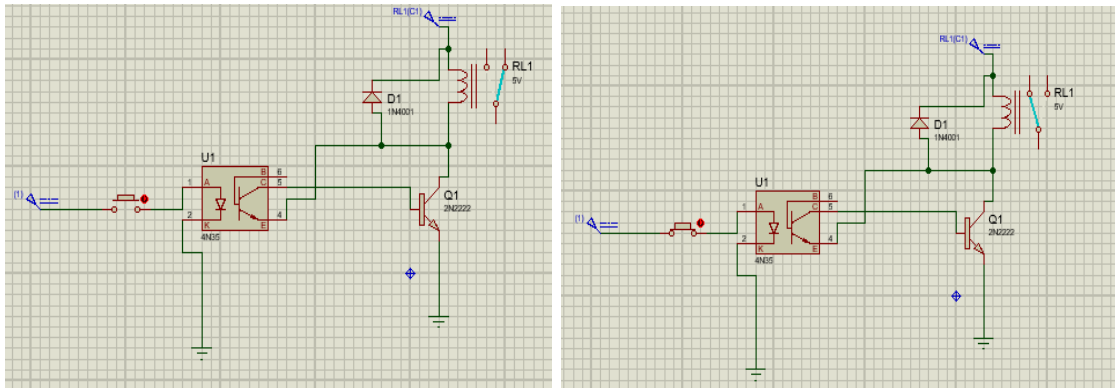 RL1(C1)
RL1
5V
D1
1N4001
U1
B 6
1 A C 5
2 K E 4
4N35
(1)
Q1
2N2222
RL1(C1)
RL1
5V
D1
1N4001
U1
B 6
1 A C 5
2 K E 4
4N35
(1)
Q1
2N2222